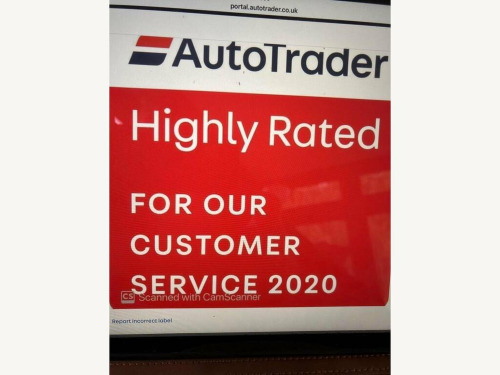 portal.autotrader.co.uk
AutoTrader
Highly Rated
FOR OUR
CUSTOMER
SERVICE 2020
CS Scanned with CamScanner
Report incorrect label